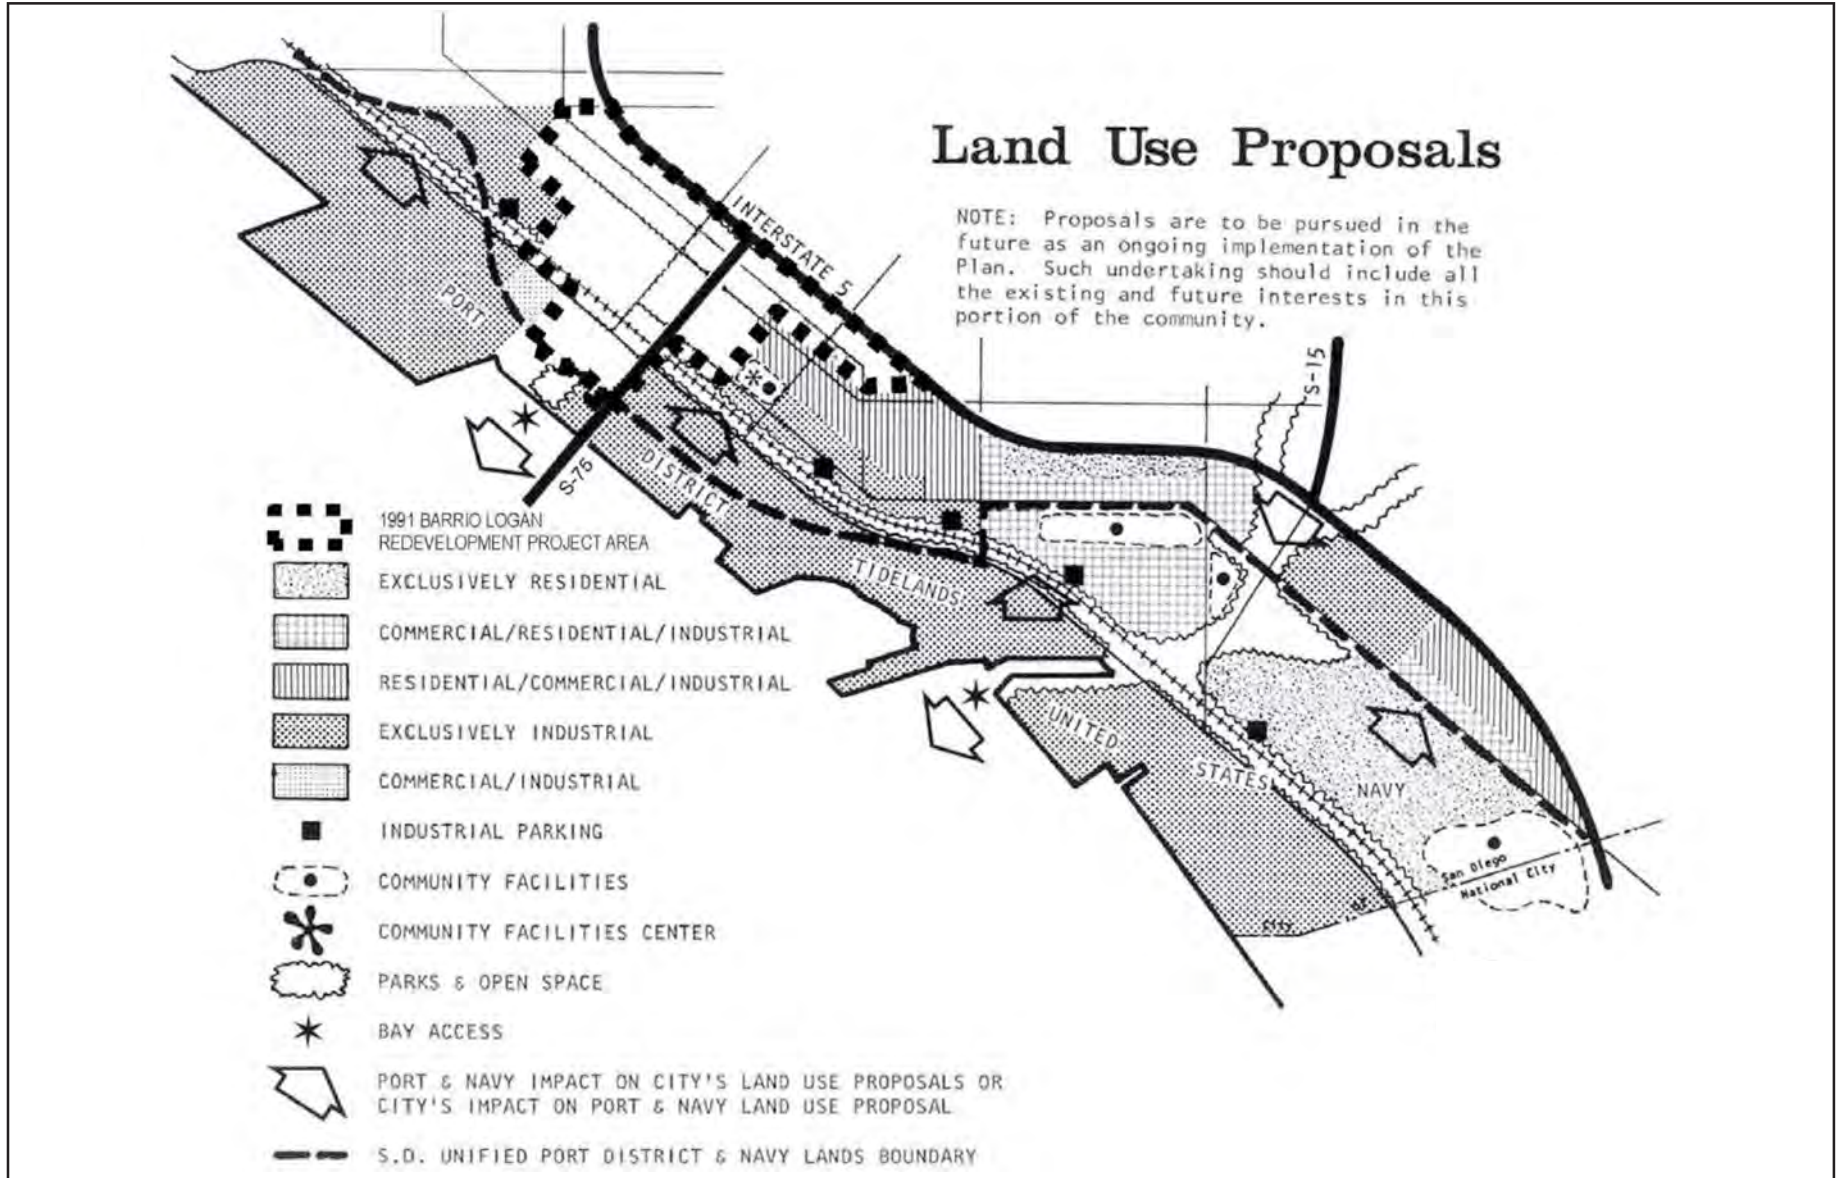 Land Use Proposals
NOTE: Proposals are to be pursued in the
future as an ongoing implementation of the
Plan. Such undertaking should include all
the existing and future interests in this
portion of the community.
INTERSTATE 5
S-15
PORT
S-75
DISTRICT
TIDELANDS
UNITED
STATES
NAVY
San Diego
National City
City of
1991 BARRIO LOGAN
REDEVELOPMENT PROJECT AREA
EXCLUSIVELY RESIDENTIAL
COMMERCIAL/RESIDENTIAL/INDUSTRIAL
RESIDENTIAL/COMMERCIAL/INDUSTRIAL
EXCLUSIVELY INDUSTRIAL
COMMERCIAL/INDUSTRIAL
INDUSTRIAL PARKING
COMMUNITY FACILITIES
COMMUNITY FACILITIES CENTER
PARKS & OPEN SPACE
BAY ACCESS
PORT & NAVY IMPACT ON CITY'S LAND USE PROPOSALS OR
CITY'S IMPACT ON PORT & NAVY LAND USE PROPOSAL
S.D. UNIFIED PORT DISTRICT & NAVY LANDS BOUNDARY